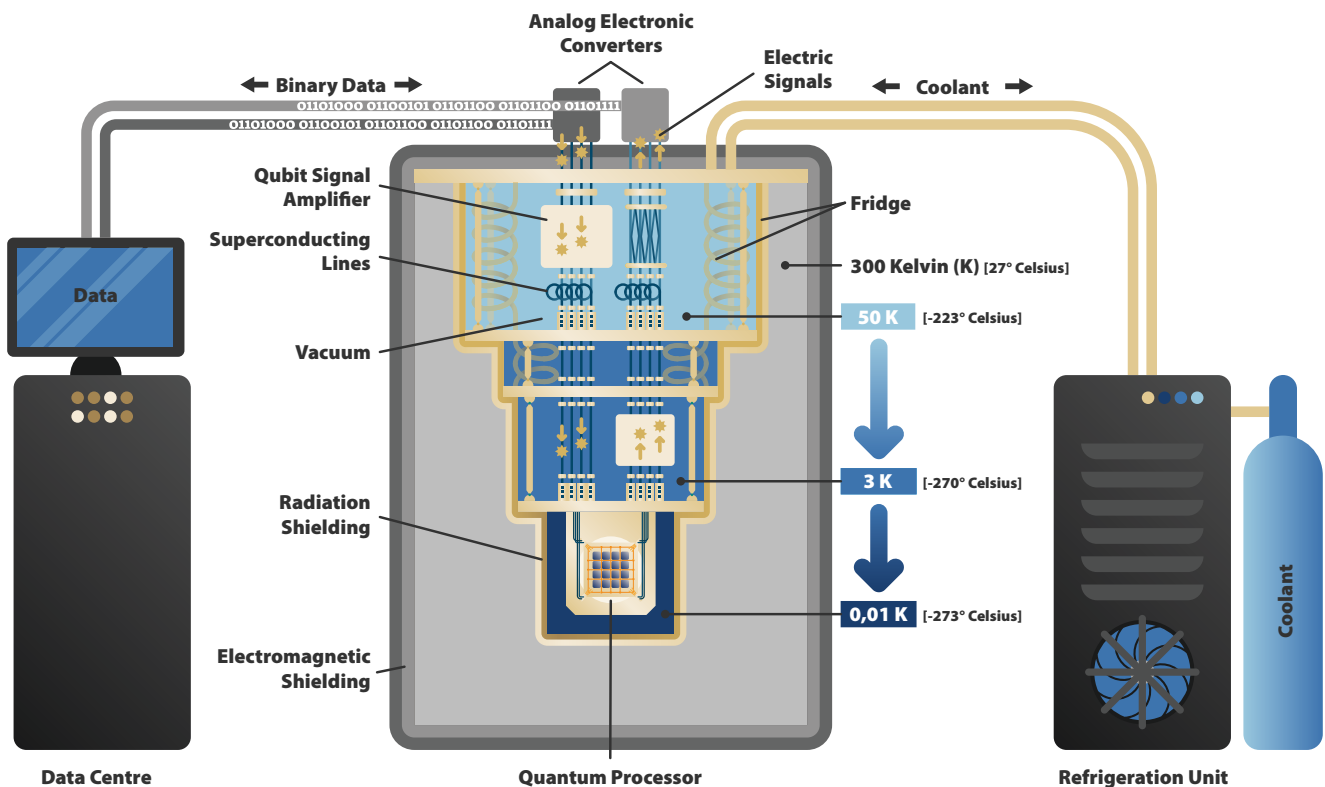 Analog Electronic
Converters
Electric
Signals
Binary Data
Coolant
01101000 01100101 01101100 01101100 01101111
01101000 01100101 01101100 01101100 01101111
Qubit Signal
Amplifier
Superconducting
Lines
Fridge
300 Kelvin (K) [27° Celsius]
Data
50 K [-223° Celsius]
Vacuum
3 K [-270° Celsius]
Radiation
Shielding
0,01 K [-273° Celsius]
Coolant
Electromagnetic
Shielding
Data Centre
Quantum Processor
Refrigeration Unit